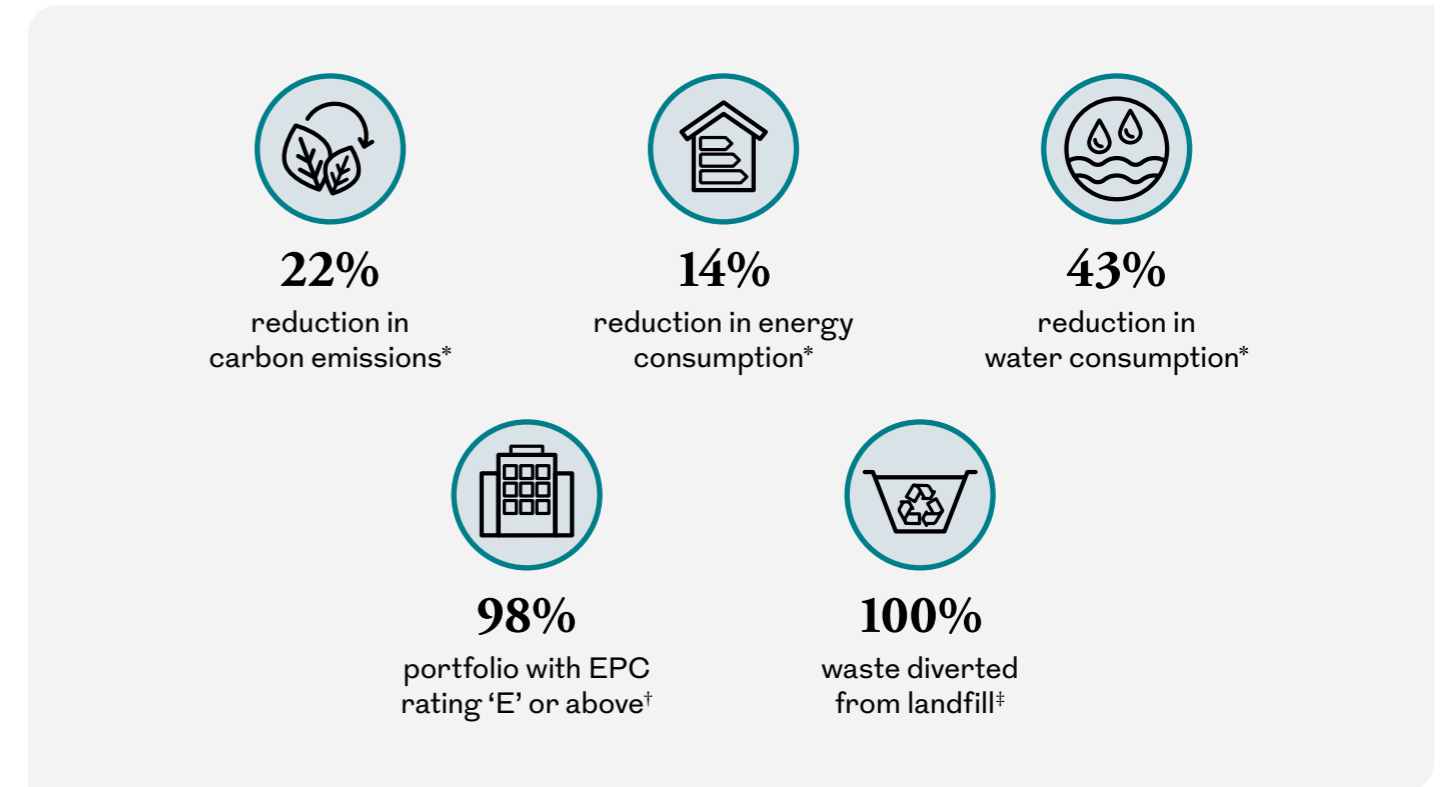 22%
reduction in
carbon emissions*
14%
reduction in energy
consumption*
43%
reduction in
water consumption*
98%
portfolio with EPC
rating ‘E’ or above†
100%
waste diverted
from landfill‡